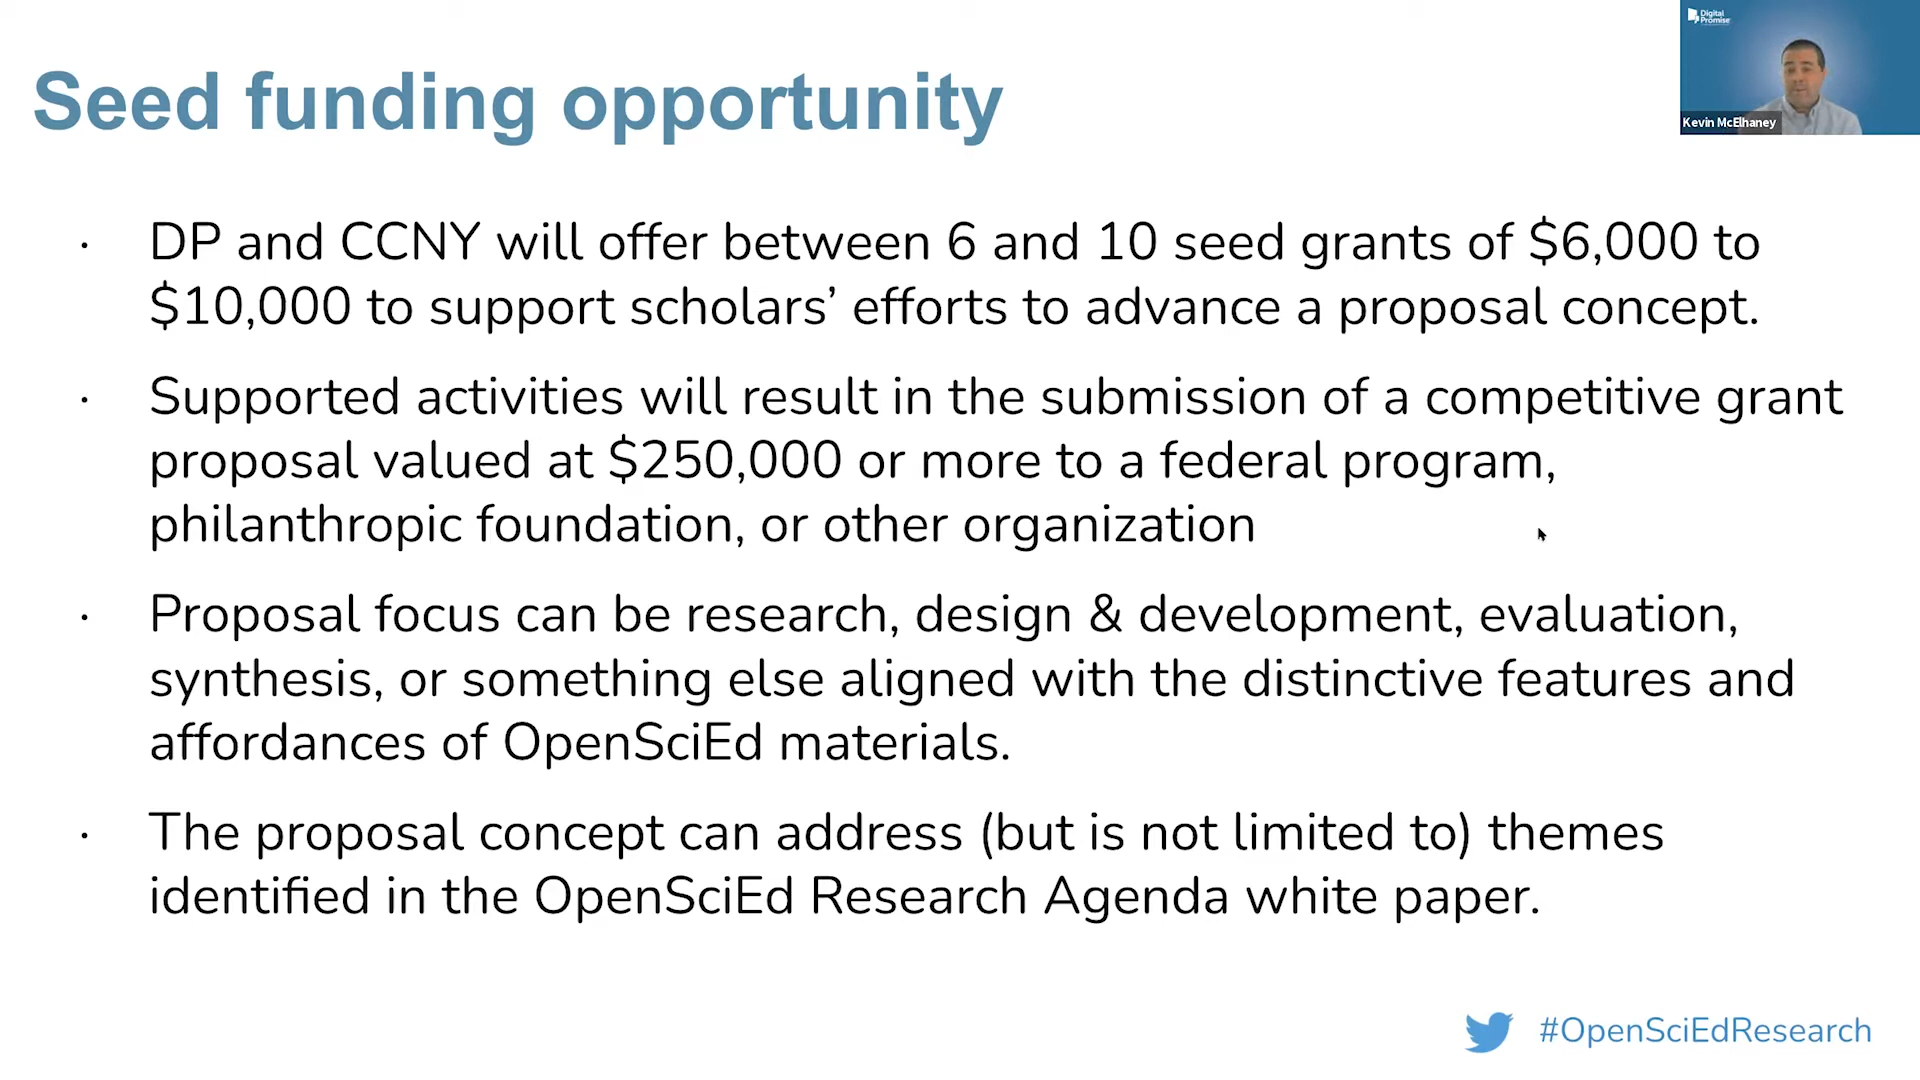 Digital
Promise
Kevin McElhaney
Seed funding opportunity
· DP and CCNY will offer between 6 and 10 seed grants of $6,000 to
$10,000 to support scholars’ efforts to advance a proposal concept.
· Supported activities will result in the submission of a competitive grant
proposal valued at $250,000 or more to a federal program,
philanthropic foundation, or other organization
· Proposal focus can be research, design & development, evaluation,
synthesis, or something else aligned with the distinctive features and
affordances of OpenSciEd materials.
· The proposal concept can address (but is not limited to) themes
identified in the OpenSciEd Research Agenda white paper.
#OpenSciEdResearch